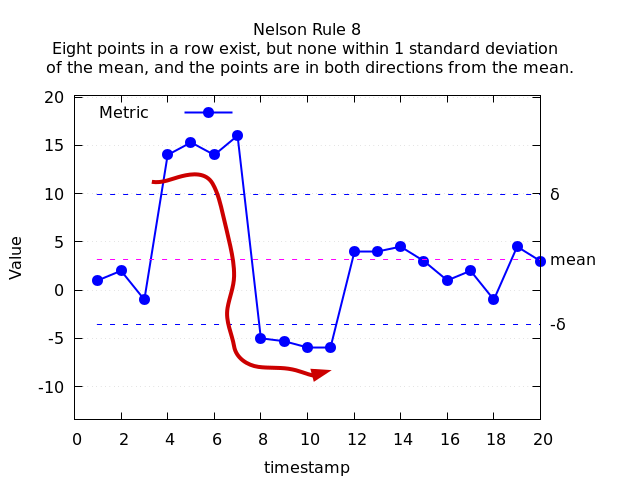 Nelson Rule 8
Eight points in a row exist, but none within 1 standard deviation
of the mean, and the points are in both directions from the mean.
20
Metric
15
10
δ
5
mean
0
-5
-δ
-10
Value
0 2 4 6 8 10 12 14 16 18 20
timestamp